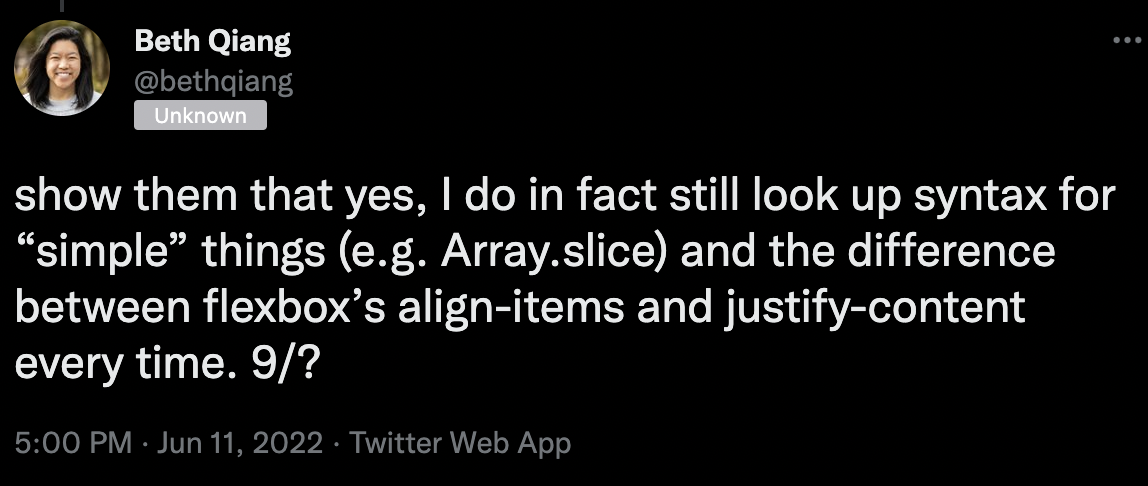 Beth Qiang
@bethqiang
Unknown
show them that yes, I do in fact still look up syntax for
“simple” things (e.g. Array.slice) and the difference
between flexbox’s align-items and justify-content
every time. 9/?
5:00 PM · Jun 11, 2022 · Twitter Web App